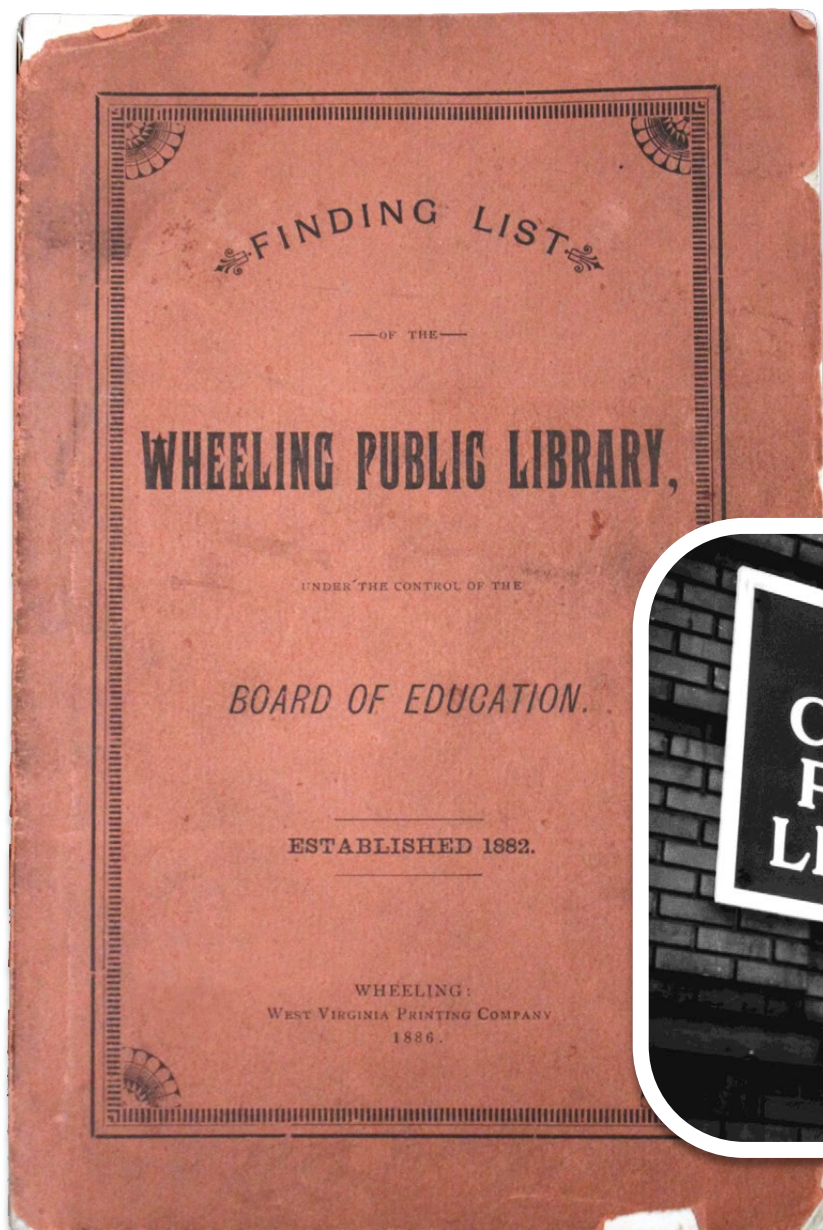 FINDING LIST
OF THE
WHEELING PUBLIC LIBRARY,
UNDER THE CONTROL OF THE
BOARD OF EDUCATION.
ESTABLISHED 1882.
WHEELING:
WEST VIRGINIA PRINTING COMPANY
1886.